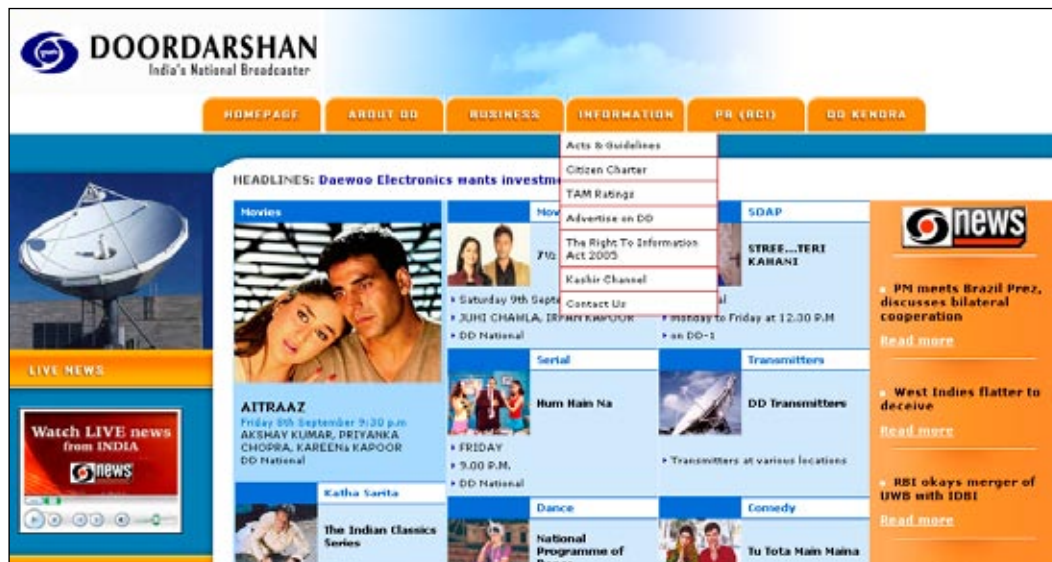 DOORDARSHAN
India's National Broadcaster
HOMEPAGE
ABOUT DD
BUSINESS
INFORMATION
PR (RCI)
DD KENDRA
Acts & Guidelines
Citizen Charter
TAM Ratings
Advertise on DD
The Right To Information
Act 2005
Kashir Channel
Contact Us
HEADLINES: Daewoo Electronics wants investm
LIVE NEWS
Watch LIVE news
from INDIA
news
Movies
AITRAAZ
Friday 8th September 9:30 p.m
AKSHAY KUMAR, PRIYANKA
CHOPRA, KAREENA KAPOOR
DD National
Katha Sarita
The Indian Classics
Series
Mov
7½
Saturday 9th Septe
JUHI CHAWLA, IRFAN KAPOOR
DD National
Serial
Hum Hain Na
FRIDAY
9.00 P.M.
DD National
Dance
National
Programme of
SOAP
STREE...TERI
KAHANI
al
Monday to Friday at 12.30 P.M
on DD-1
Transmitters
DD Transmitters
Transmitters at various locations
Comedy
Tu Tota Main Maina
news
PM meets Brazil Prez,
discusses bilateral
cooperation
Read more
West Indies flatter to
deceive
Read more
RBI okays merger of
UWB with IDBI
Read more